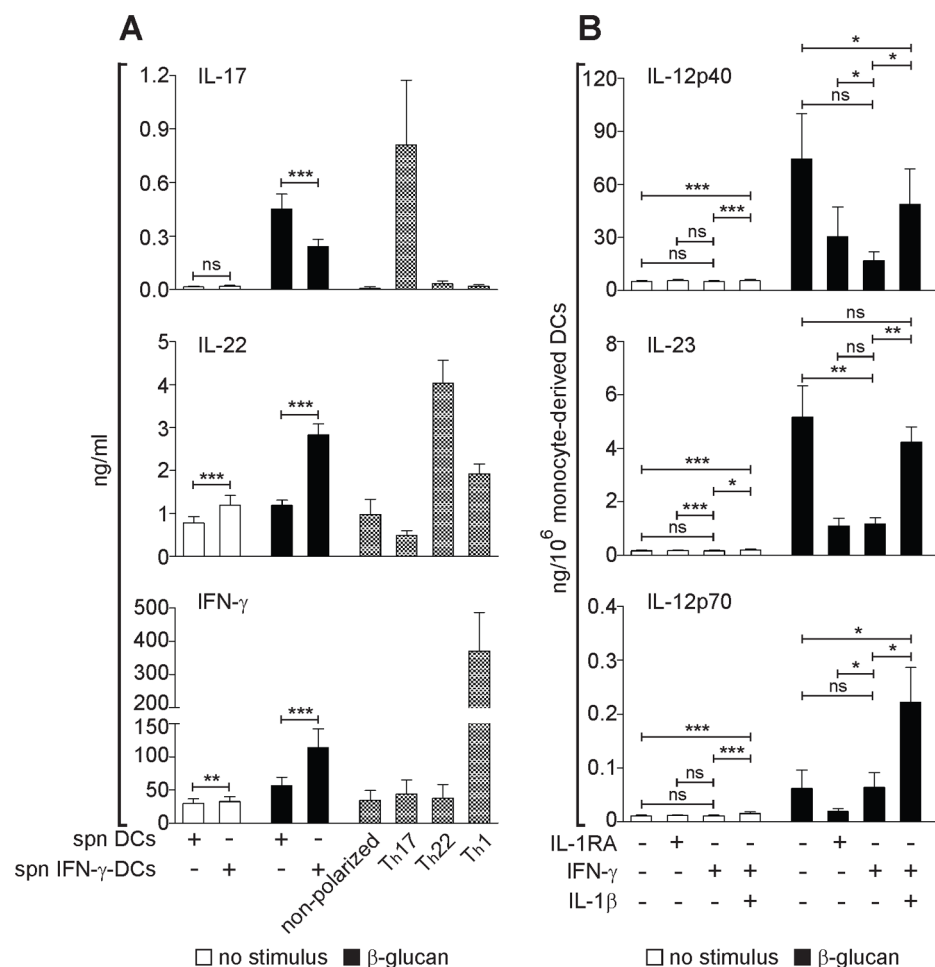 A
IL-17
1.2
0.9
0.6
0.3
0.0
ns
***
IL-22
5
4
3
2
1
0
***
***
IFN-γ
500
400
300
200
150
100
50
0
**
***
ng/ml
spn DCs + - + -
spn IFN-γ-DCs - + - +
non-polarized
Th17
Th22
Th1
□ no stimulus ■ β-glucan
B
IL-12p40
120
90
60
30
0
***
***
ns
ns
*
*
*
ns
IL-23
8
6
4
2
0
***
*
***
ns
ns
**
ns
**
IL-12p70
0.4
0.3
0.2
0.1
0
***
***
ns
ns
*
*
*
ns
ng/10⁶ monocyte-derived DCs
IL-1RA - + - - - + - -
IFN-γ - - + + - - + +
IL-1β - - - + - - - +
□ no stimulus ■ β-glucan